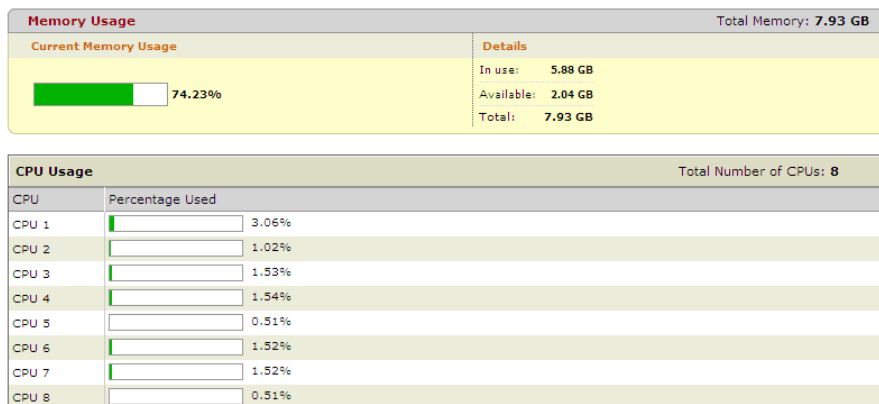 Memory Usage Total Memory: 7.93 GB
Current Memory Usage Details
In use: 5.88 GB
74.23% Available: 2.04 GB
Total: 7.93 GB
CPU Usage Total Number of CPUs: 8
CPU Percentage Used
CPU 1 3.06%
CPU 2 1.02%
CPU 3 1.53%
CPU 4 1.54%
CPU 5 0.51%
CPU 6 1.52%
CPU 7 1.52%
CPU 8 0.51%